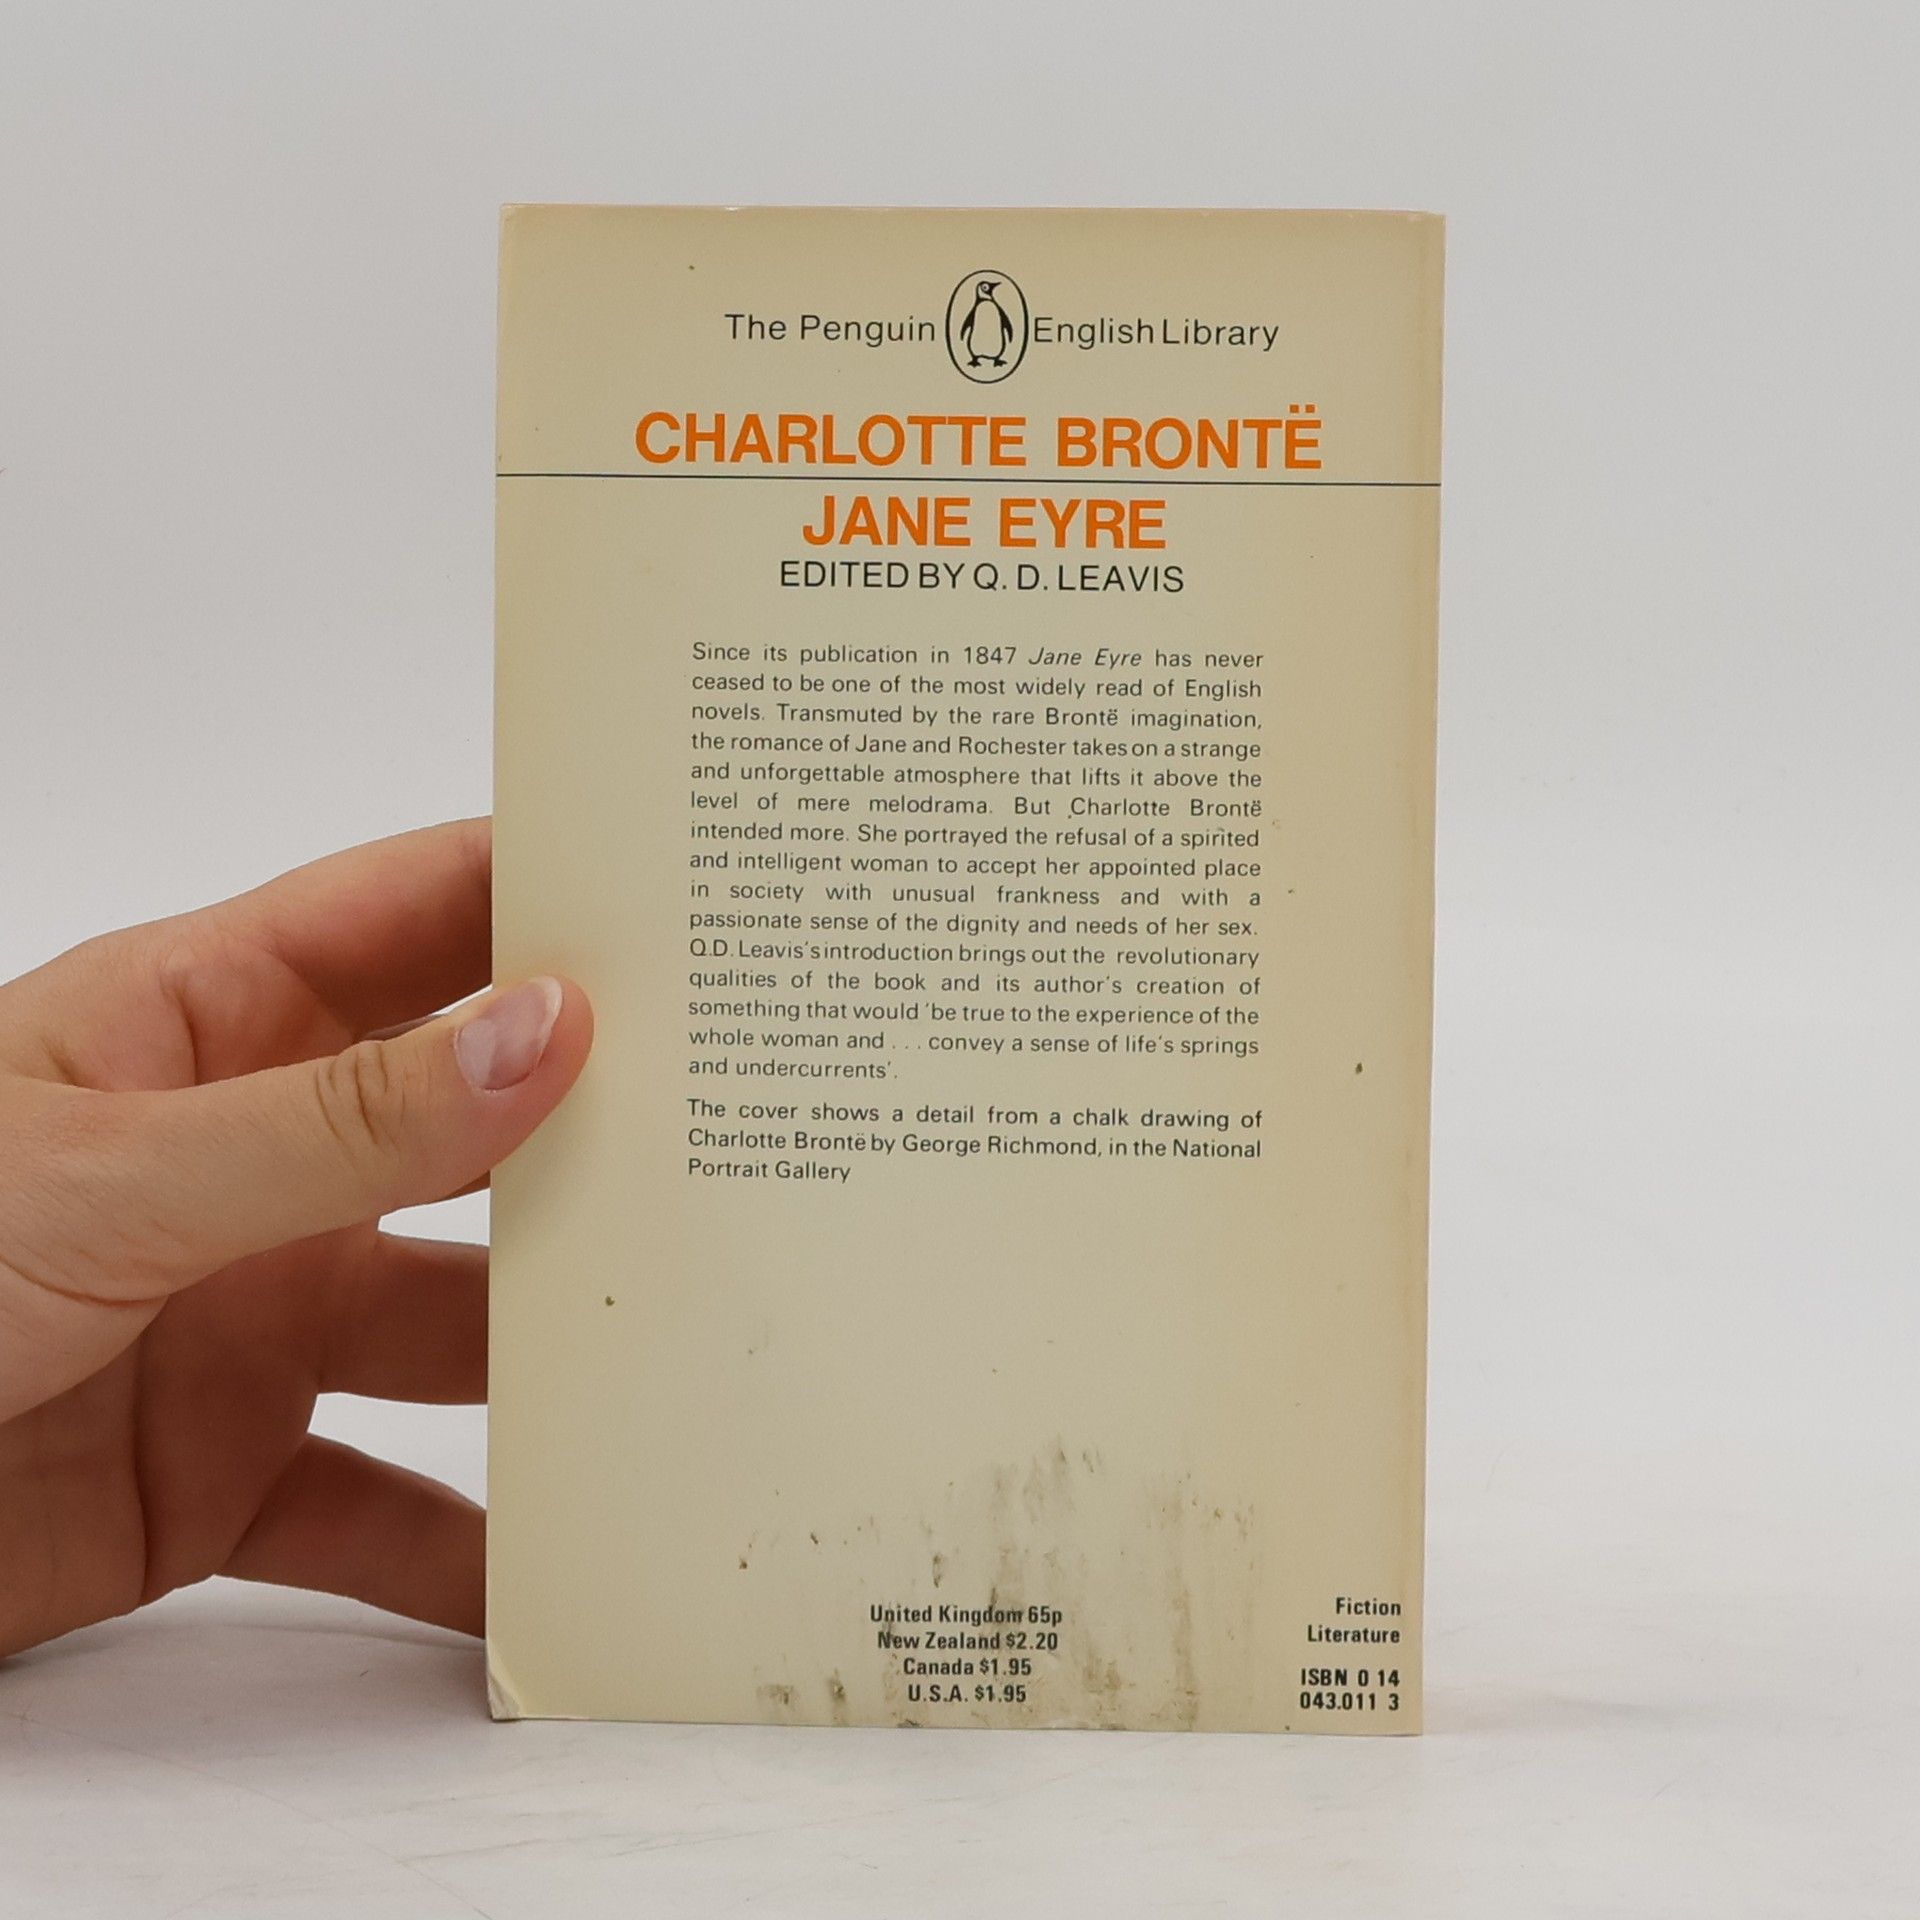 The Penguin English Library
CHARLOTTE BRONTË
JANE EYRE
EDITED BY Q. D. LEAVIS
Since its publication in 1847 Jane Eyre has never
ceased to be one of the most widely read of English
novels. Transmuted by the rare Brontë imagination,
the romance of Jane and Rochester takes on a strange
and unforgettable atmosphere that lifts it above the
level of mere melodrama. But Charlotte Brontë
intended more. She portrayed the refusal of a spirited
and intelligent woman to accept her appointed place
in society with unusual frankness and with a
passionate sense of the dignity and needs of her sex.
Q.D. Leavis's introduction brings out the revolutionary
qualities of the book and its author's creation of
something that would 'be true to the experience of the
whole woman and . . . convey a sense of life's springs
and undercurrents'.
The cover shows a detail from a chalk drawing of
Charlotte Brontë by George Richmond, in the National
Portrait Gallery
United Kingdom 65p
New Zealand $2.20
Canada $1.95
U.S.A. $1.95
Fiction
Literature
ISBN 0 14
043.011 3